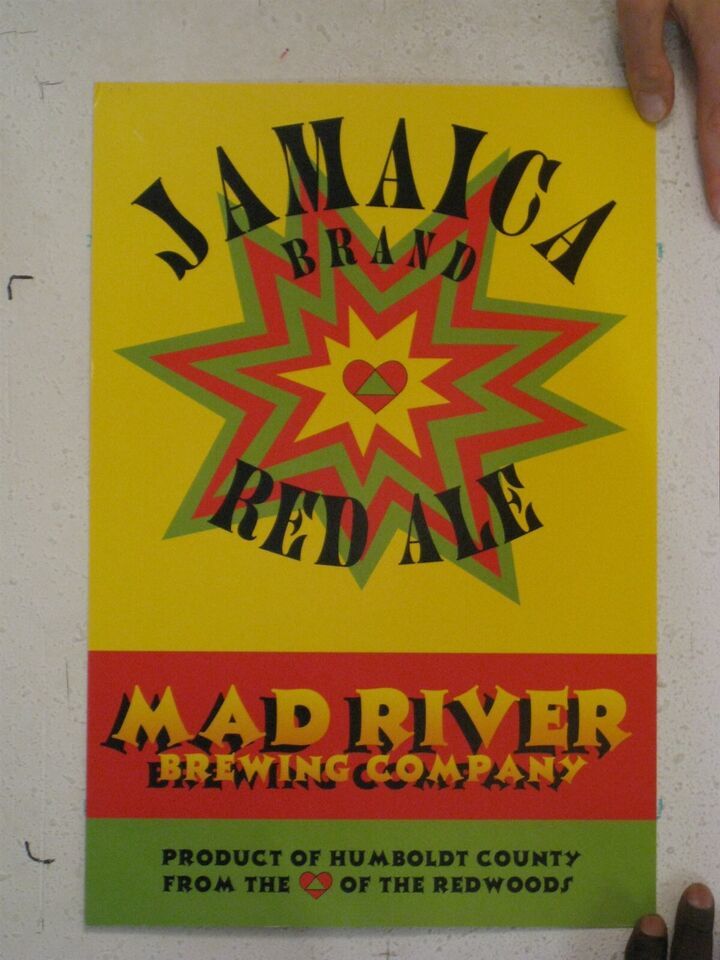 JAMAICA
BRAND
RED ALE
MAD RIVER
BREWING COMPANY
PRODUCT OF HUMBOLDT COUNTY
FROM THE OF THE REDWOODS